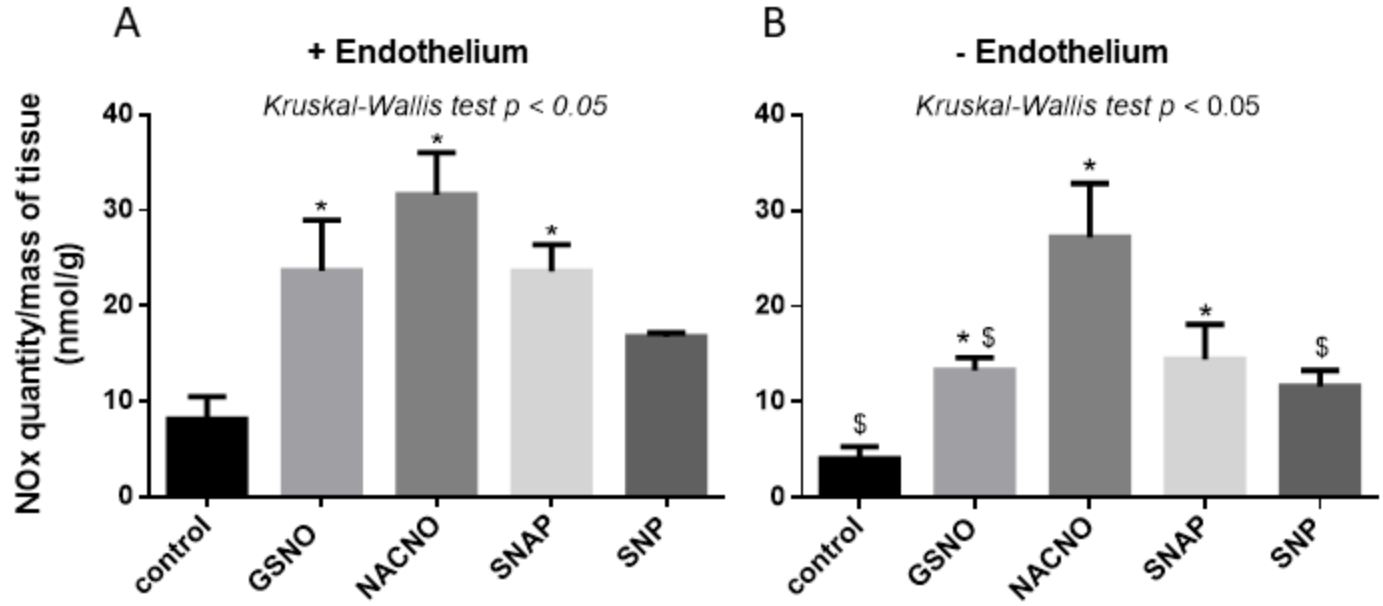 A
+ Endothelium
Kruskal-Wallis test p < 0.05
NOx quantity/mass of tissue
(nmol/g)
40
30
20
10
0
*
*
*
control
GSNO
NACNO
SNAP
SNP
B
- Endothelium
Kruskal-Wallis test p < 0.05
40
30
20
10
0
$
* $
*
*
$
control
GSNO
NACNO
SNAP
SNP